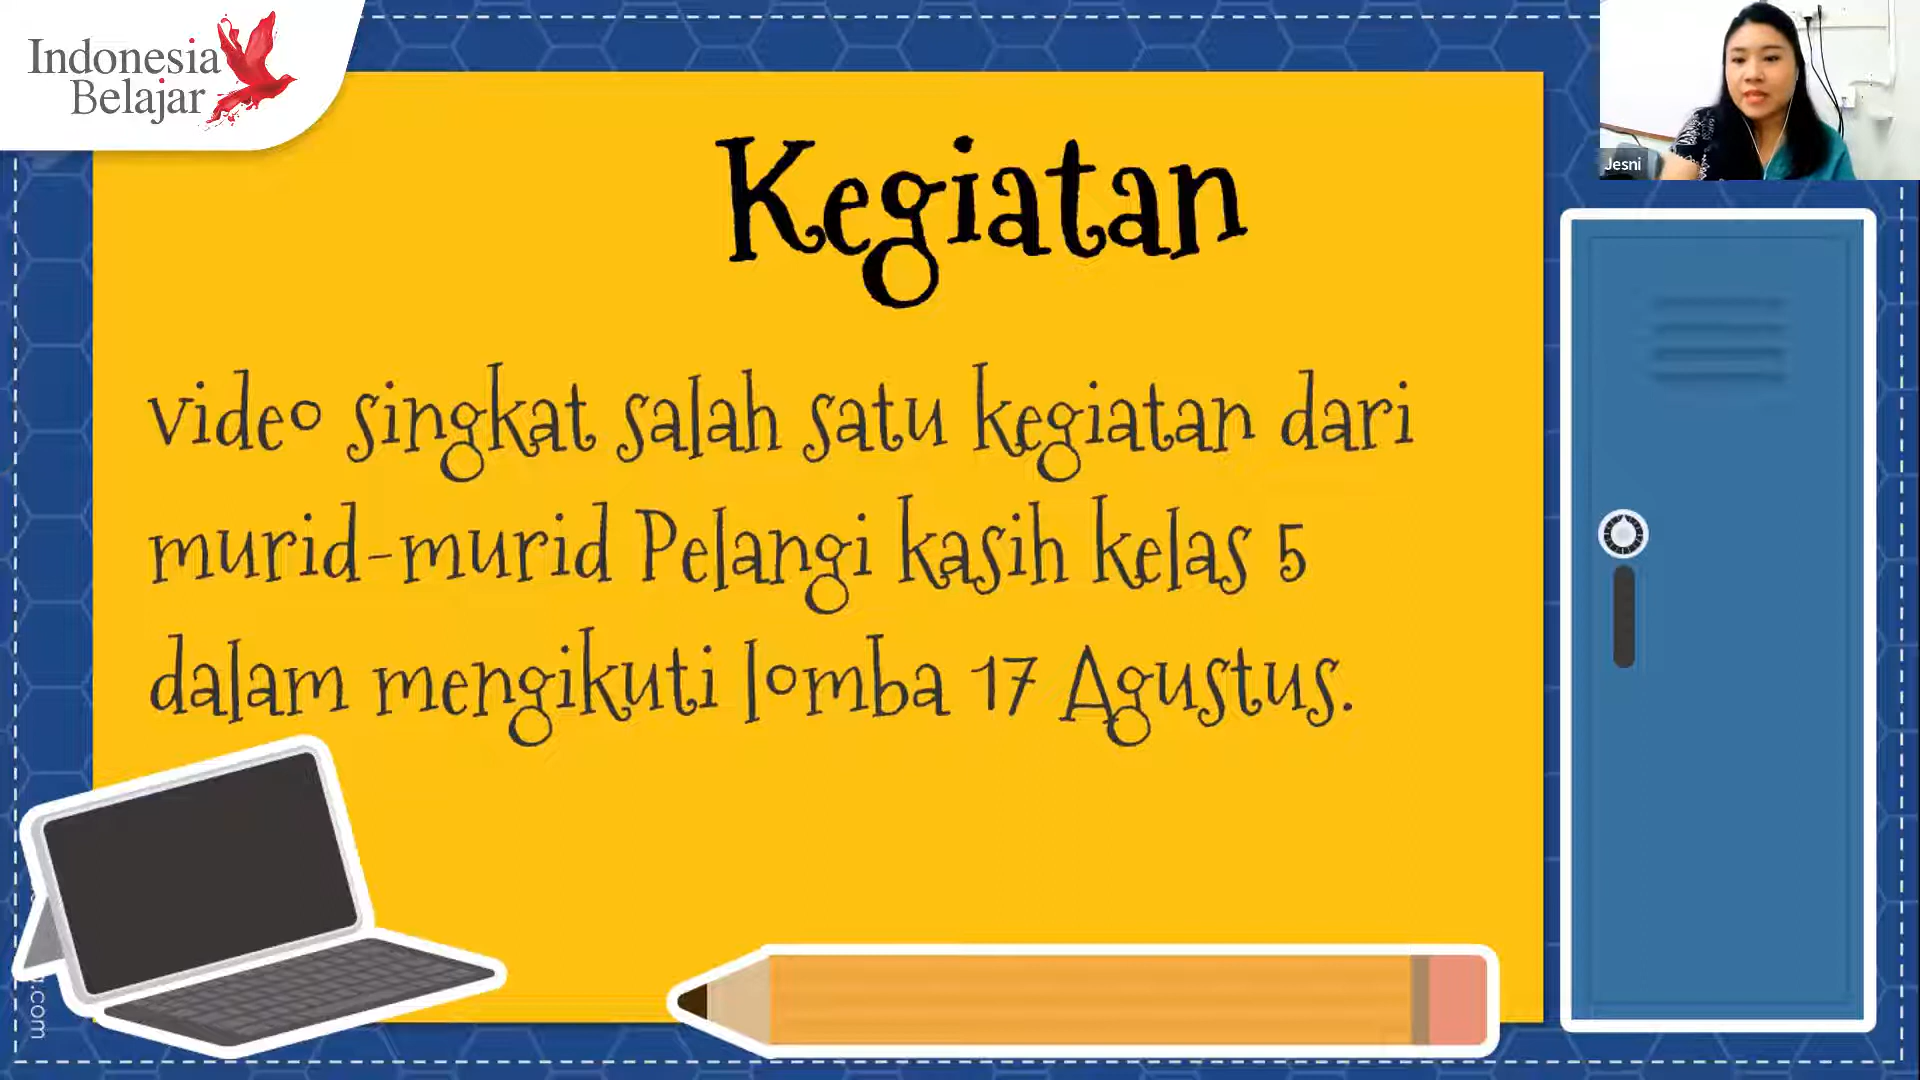 Indonesia
Belajar
Jesni
Kegiatan
video singkat salah satu kegiatan dari
murid-murid Pelangi kasih kelas 5
dalam mengikuti lomba 17 Agustus.
.com